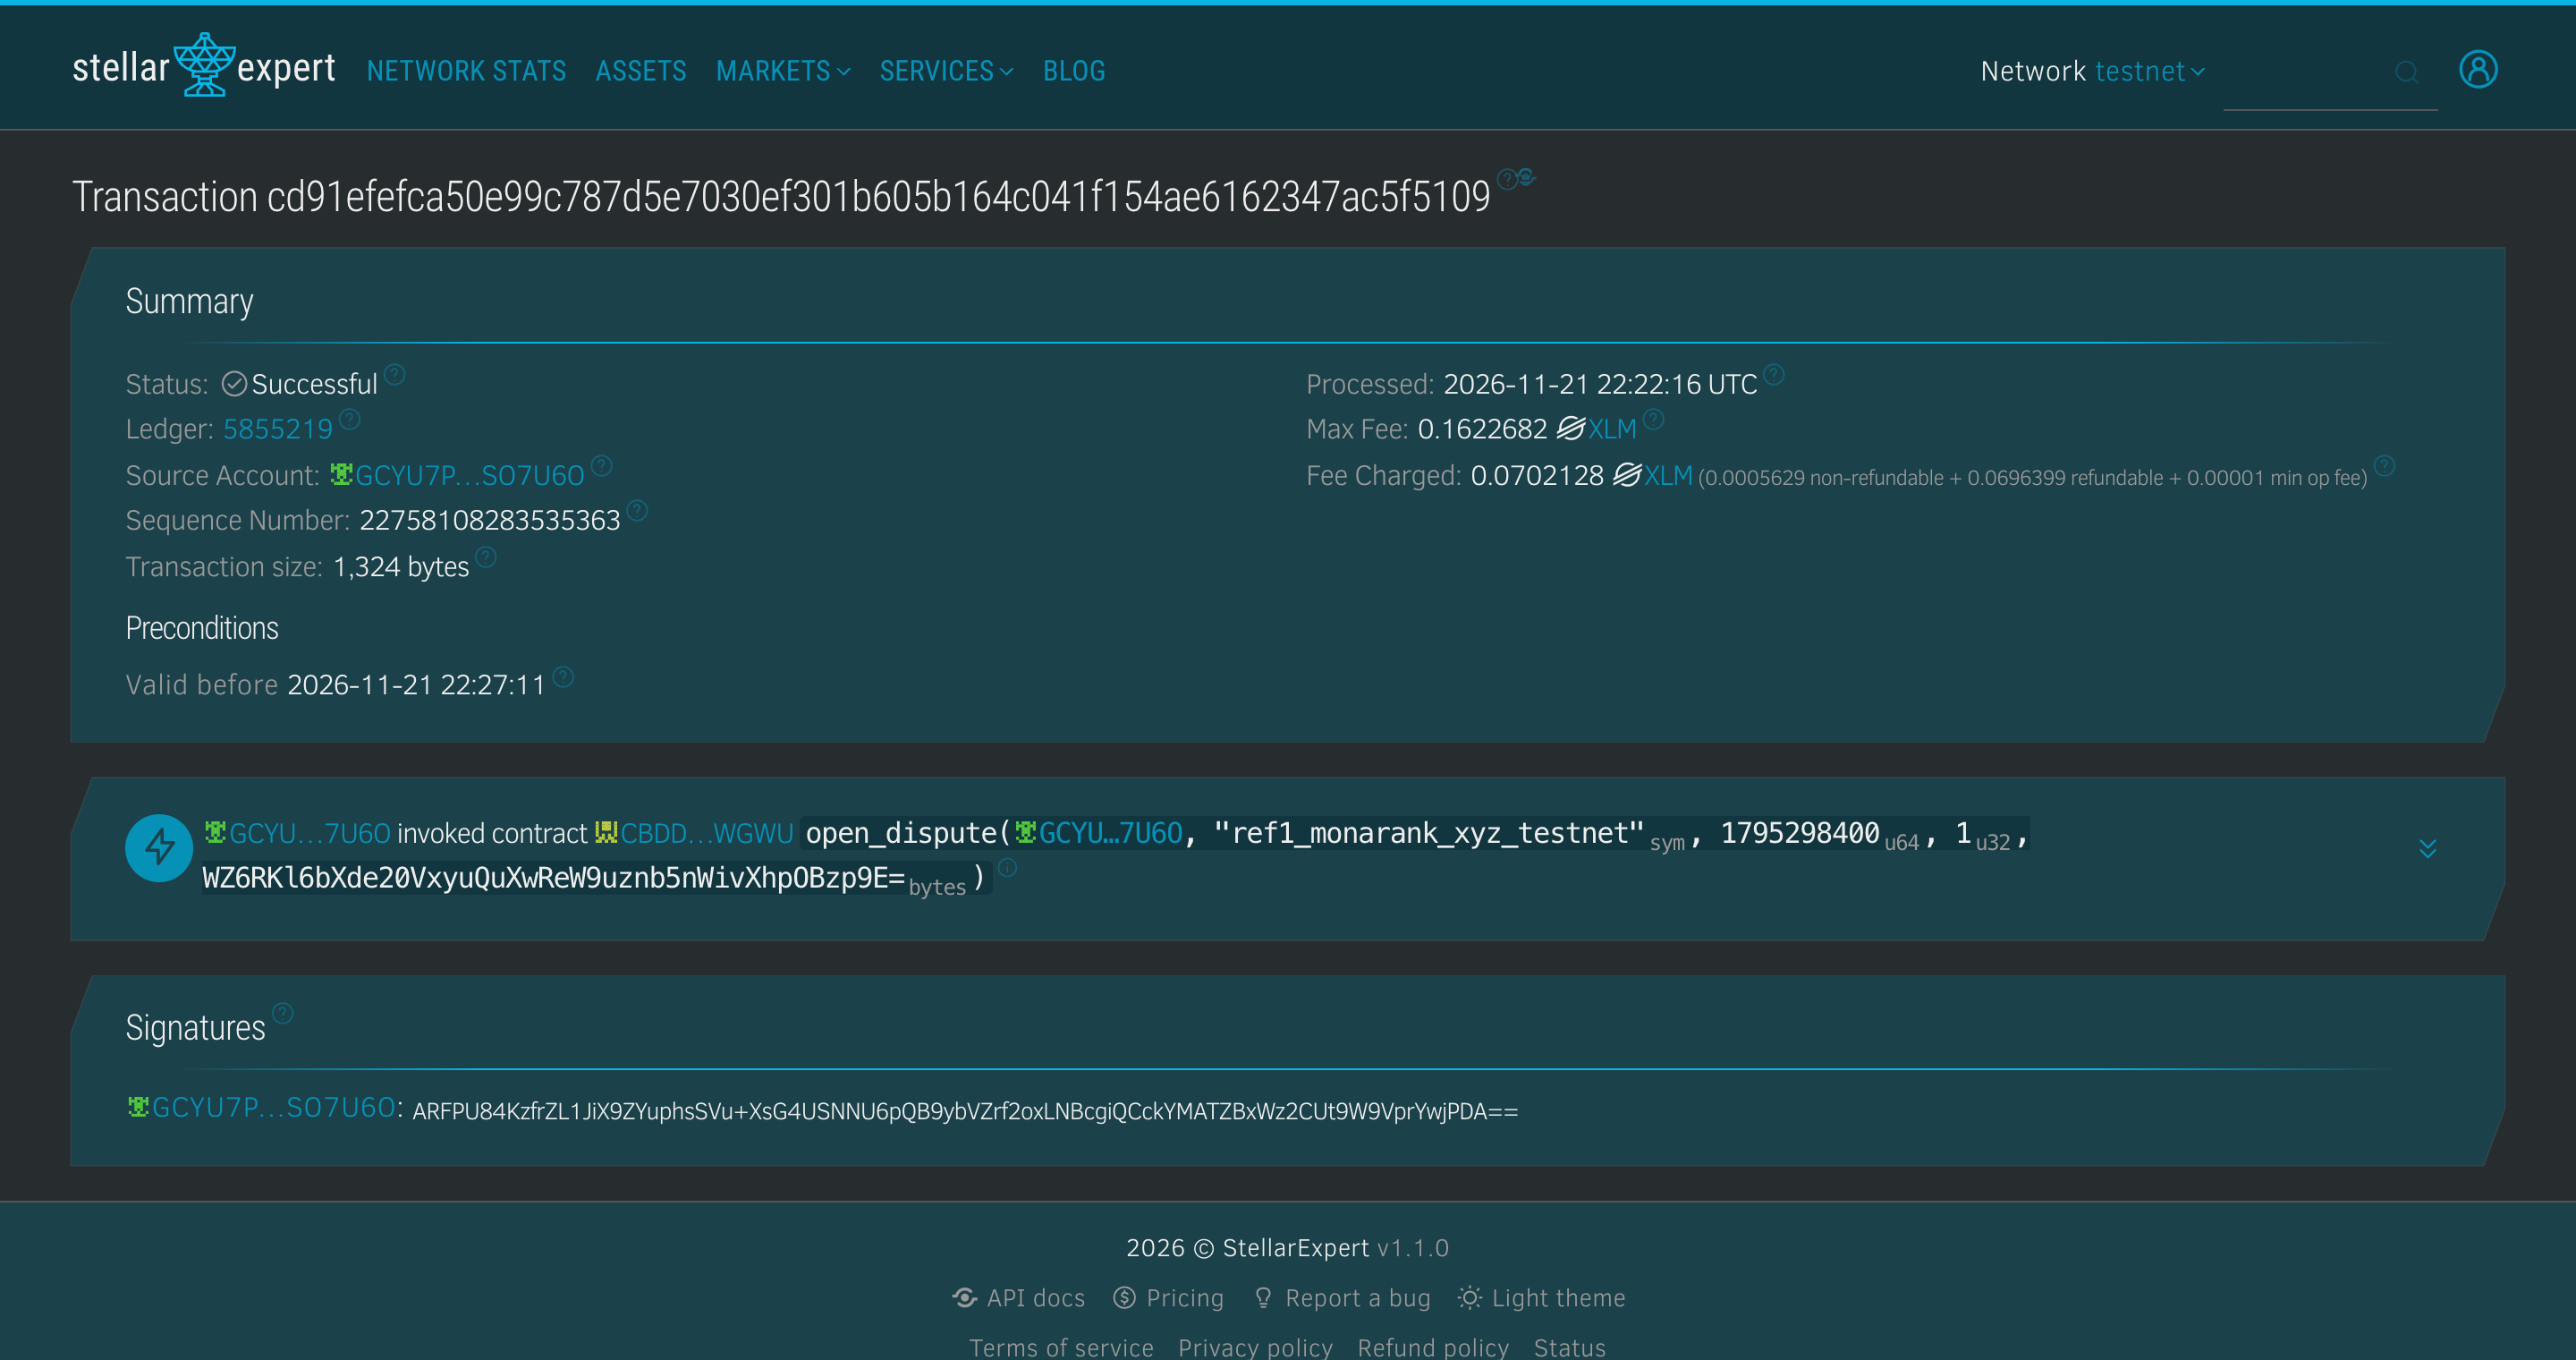 stellar expert NETWORK STATS ASSETS MARKETS SERVICES BLOG Network testnet
Transaction cd91efefca50e99c787d5e7030ef301b605b164c041f154ae6162347ac5f5109
Summary
Status: Successful
Ledger: 5855219
Source Account: GCYU7P…SO7U6O
Sequence Number: 22758108283535363
Transaction size: 1,324 bytes
Processed: 2026-11-21 22:22:16 UTC
Max Fee: 0.1622682 XLM
Fee Charged: 0.0702128 XLM (0.0005629 non-refundable + 0.0696399 refundable + 0.00001 min op fee)
Preconditions
Valid before 2026-11-21 22:27:11
GCYU…7U6O invoked contract CBDD…WGWU open_dispute(GCYU…7U6O, "ref1_monarank_xyz_testnet"sym, 1795298400u64, 1u32,
WZ6RKl6bXde20VxyuQuXwReW9uznb5nWivXhpOBzp9E=bytes)
Signatures
GCYU7P…SO7U6O: ARFPU84KzfrZL1JiX9ZYuphsSVu+XsG4USNNU6pQB9ybVZrf2oxLNBcgiQCckYMATZBxWz2CUt9W9VprYwjPDA==
2026 © StellarExpert v1.1.0
API docs Pricing Report a bug Light theme
Terms of service Privacy policy Refund policy Status